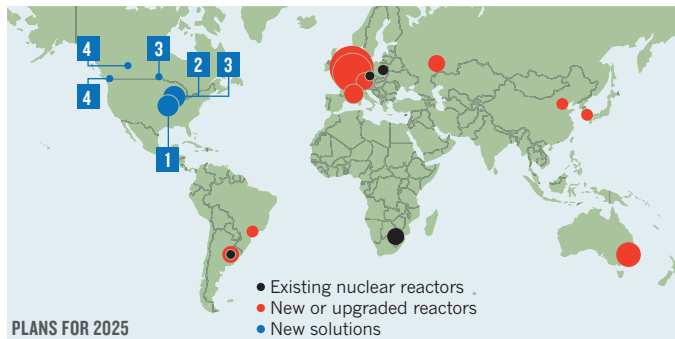 4
3
2
3
4
1
Existing nuclear reactors
New or upgraded reactors
New solutions
PLANS FOR 2025